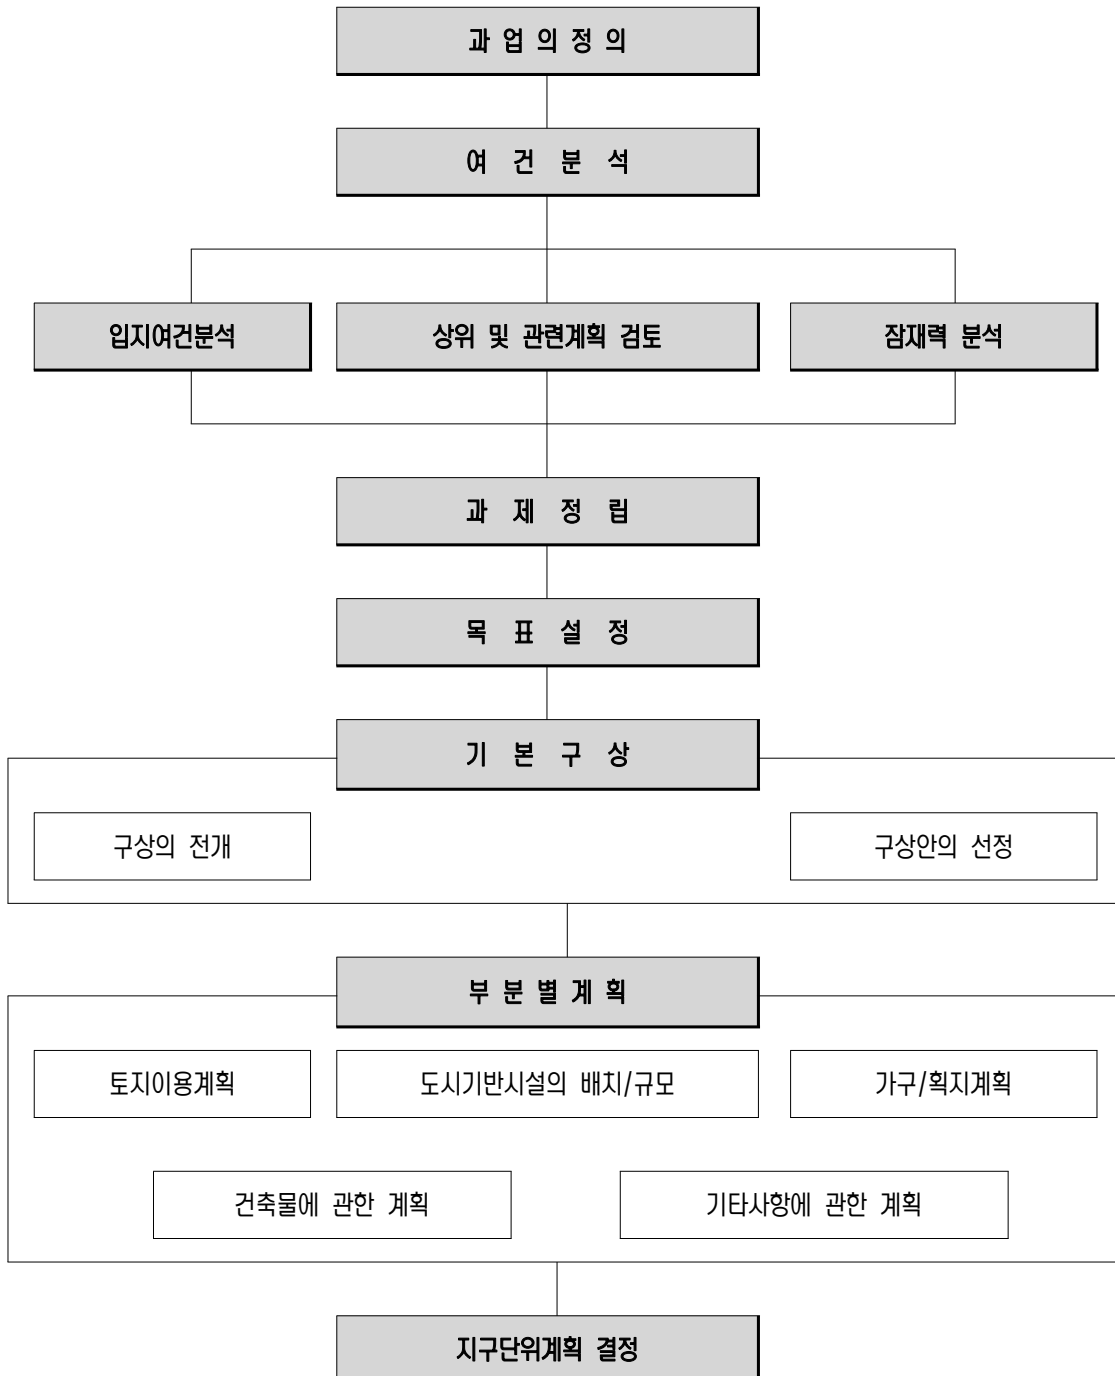 과 업 의 정 의
여 건 분 석
입지여건분석
상위 및 관련계획 검토
잠재력 분석
과 제 정 립
목 표 설 정
기 본 구 상
구상의 전개
구상안의 선정
부 분 별 계 획
토지이용계획
도시기반시설의 배치/규모
가구/획지계획
건축물에 관한 계획
기타사항에 관한 계획
지구단위계획 결정